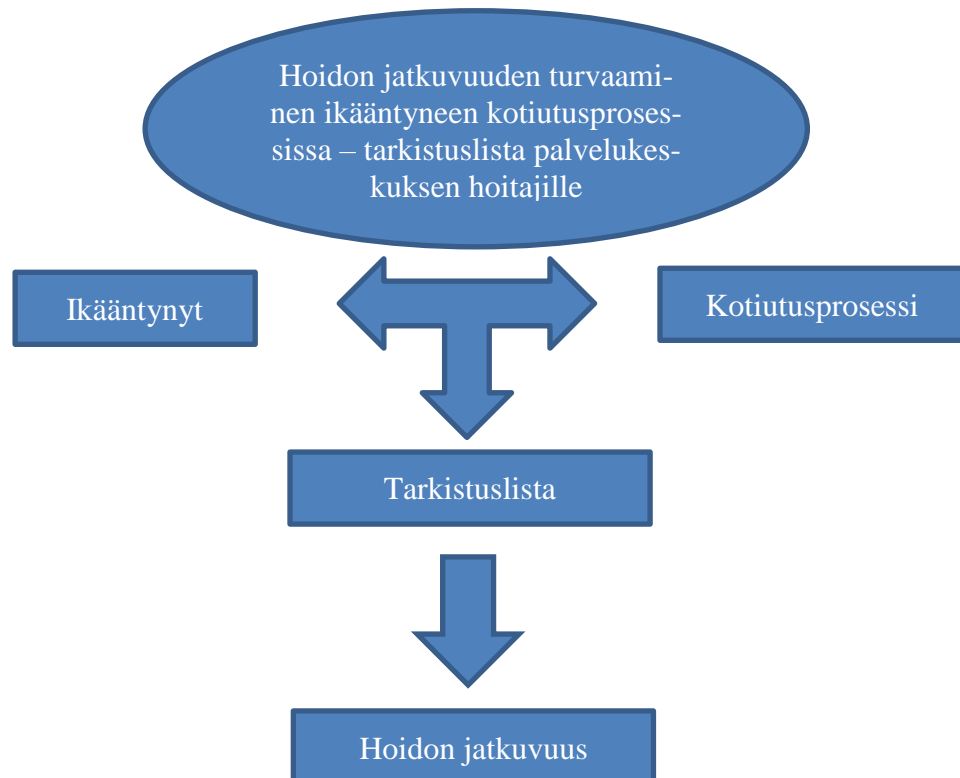 Hoidon jatkuvuuden turvaami-
nen ikääntyneen kotiutusproses-
sissa – tarkistuslista palvelukes-
kuksen hoitajille
Ikääntynyt
Kotiutusprosessi
Tarkistuslista
Hoidon jatkuvuus